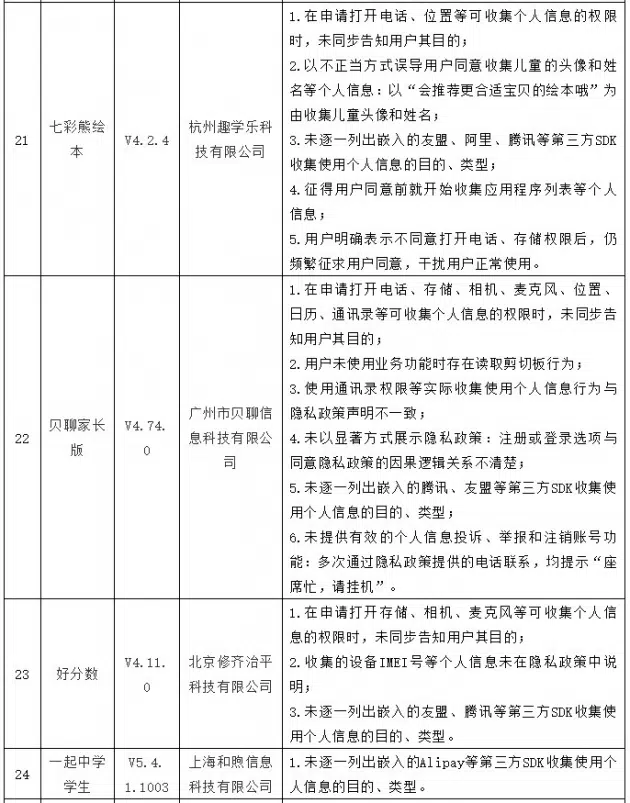 21
七彩熊绘
本
V4.2.4
杭州趣学乐科
技有限公司
1.在申请打开电话、位置等可收集个人信息的权限
时，未同步告知用户其目的；
2.以不正当方式误导用户同意收集儿童的头像和姓
名等个人信息：以“会推荐更合适宝贝的绘本哦”为
由收集儿童头像和姓名；
3.未逐一列出嵌入的友盟、阿里、腾讯等第三方SDK
收集使用个人信息的目的、类型；
4.征得用户同意前就开始收集应用程序列表等个人
信息；
5.用户明确表示不同意打开电话、存储权限后，仍
频繁征求用户同意，干扰用户正常使用。
22
贝聊家长
版
V4.74.
0
广州市贝聊信
息科技有限公
司
1.在申请打开电话、存储、相机、麦克风、位置、
日历、通讯录等可收集个人信息的权限时，未同步告
知用户其目的；
2.用户未使用业务功能时存在读取剪切板行为；
3.使用通讯录权限等实际收集使用个人信息行为与
隐私政策声明不一致；
4.未以显著方式展示隐私政策：注册或登录选项与
同意隐私政策的因果逻辑关系不清楚；
5.未逐一列出嵌入的腾讯、友盟等第三方SDK收集使
用个人信息的目的、类型；
6.未提供有效的个人信息投诉、举报和注销账号功
能：多次通过隐私政策提供的电话联系，均提示“座
席忙，请挂机”。
23
好分数
V4.11.
0
北京修齐治平
科技有限公司
1.在申请打开存储、相机、麦克风等可收集个人信
息的权限时，未同步告知用户其目的；
2.收集的设备IMEI号等个人信息未在隐私政策中说
明；
3.未逐一列出嵌入的友盟、腾讯等第三方SDK收集使
用个人信息的目的、类型。
24
一起中学
学生
V5.4.
1.1003
上海和煦信息
科技有限公司
1.未逐一列出嵌入的Alipay等第三方SDK收集使用个
人信息的目的、类型。